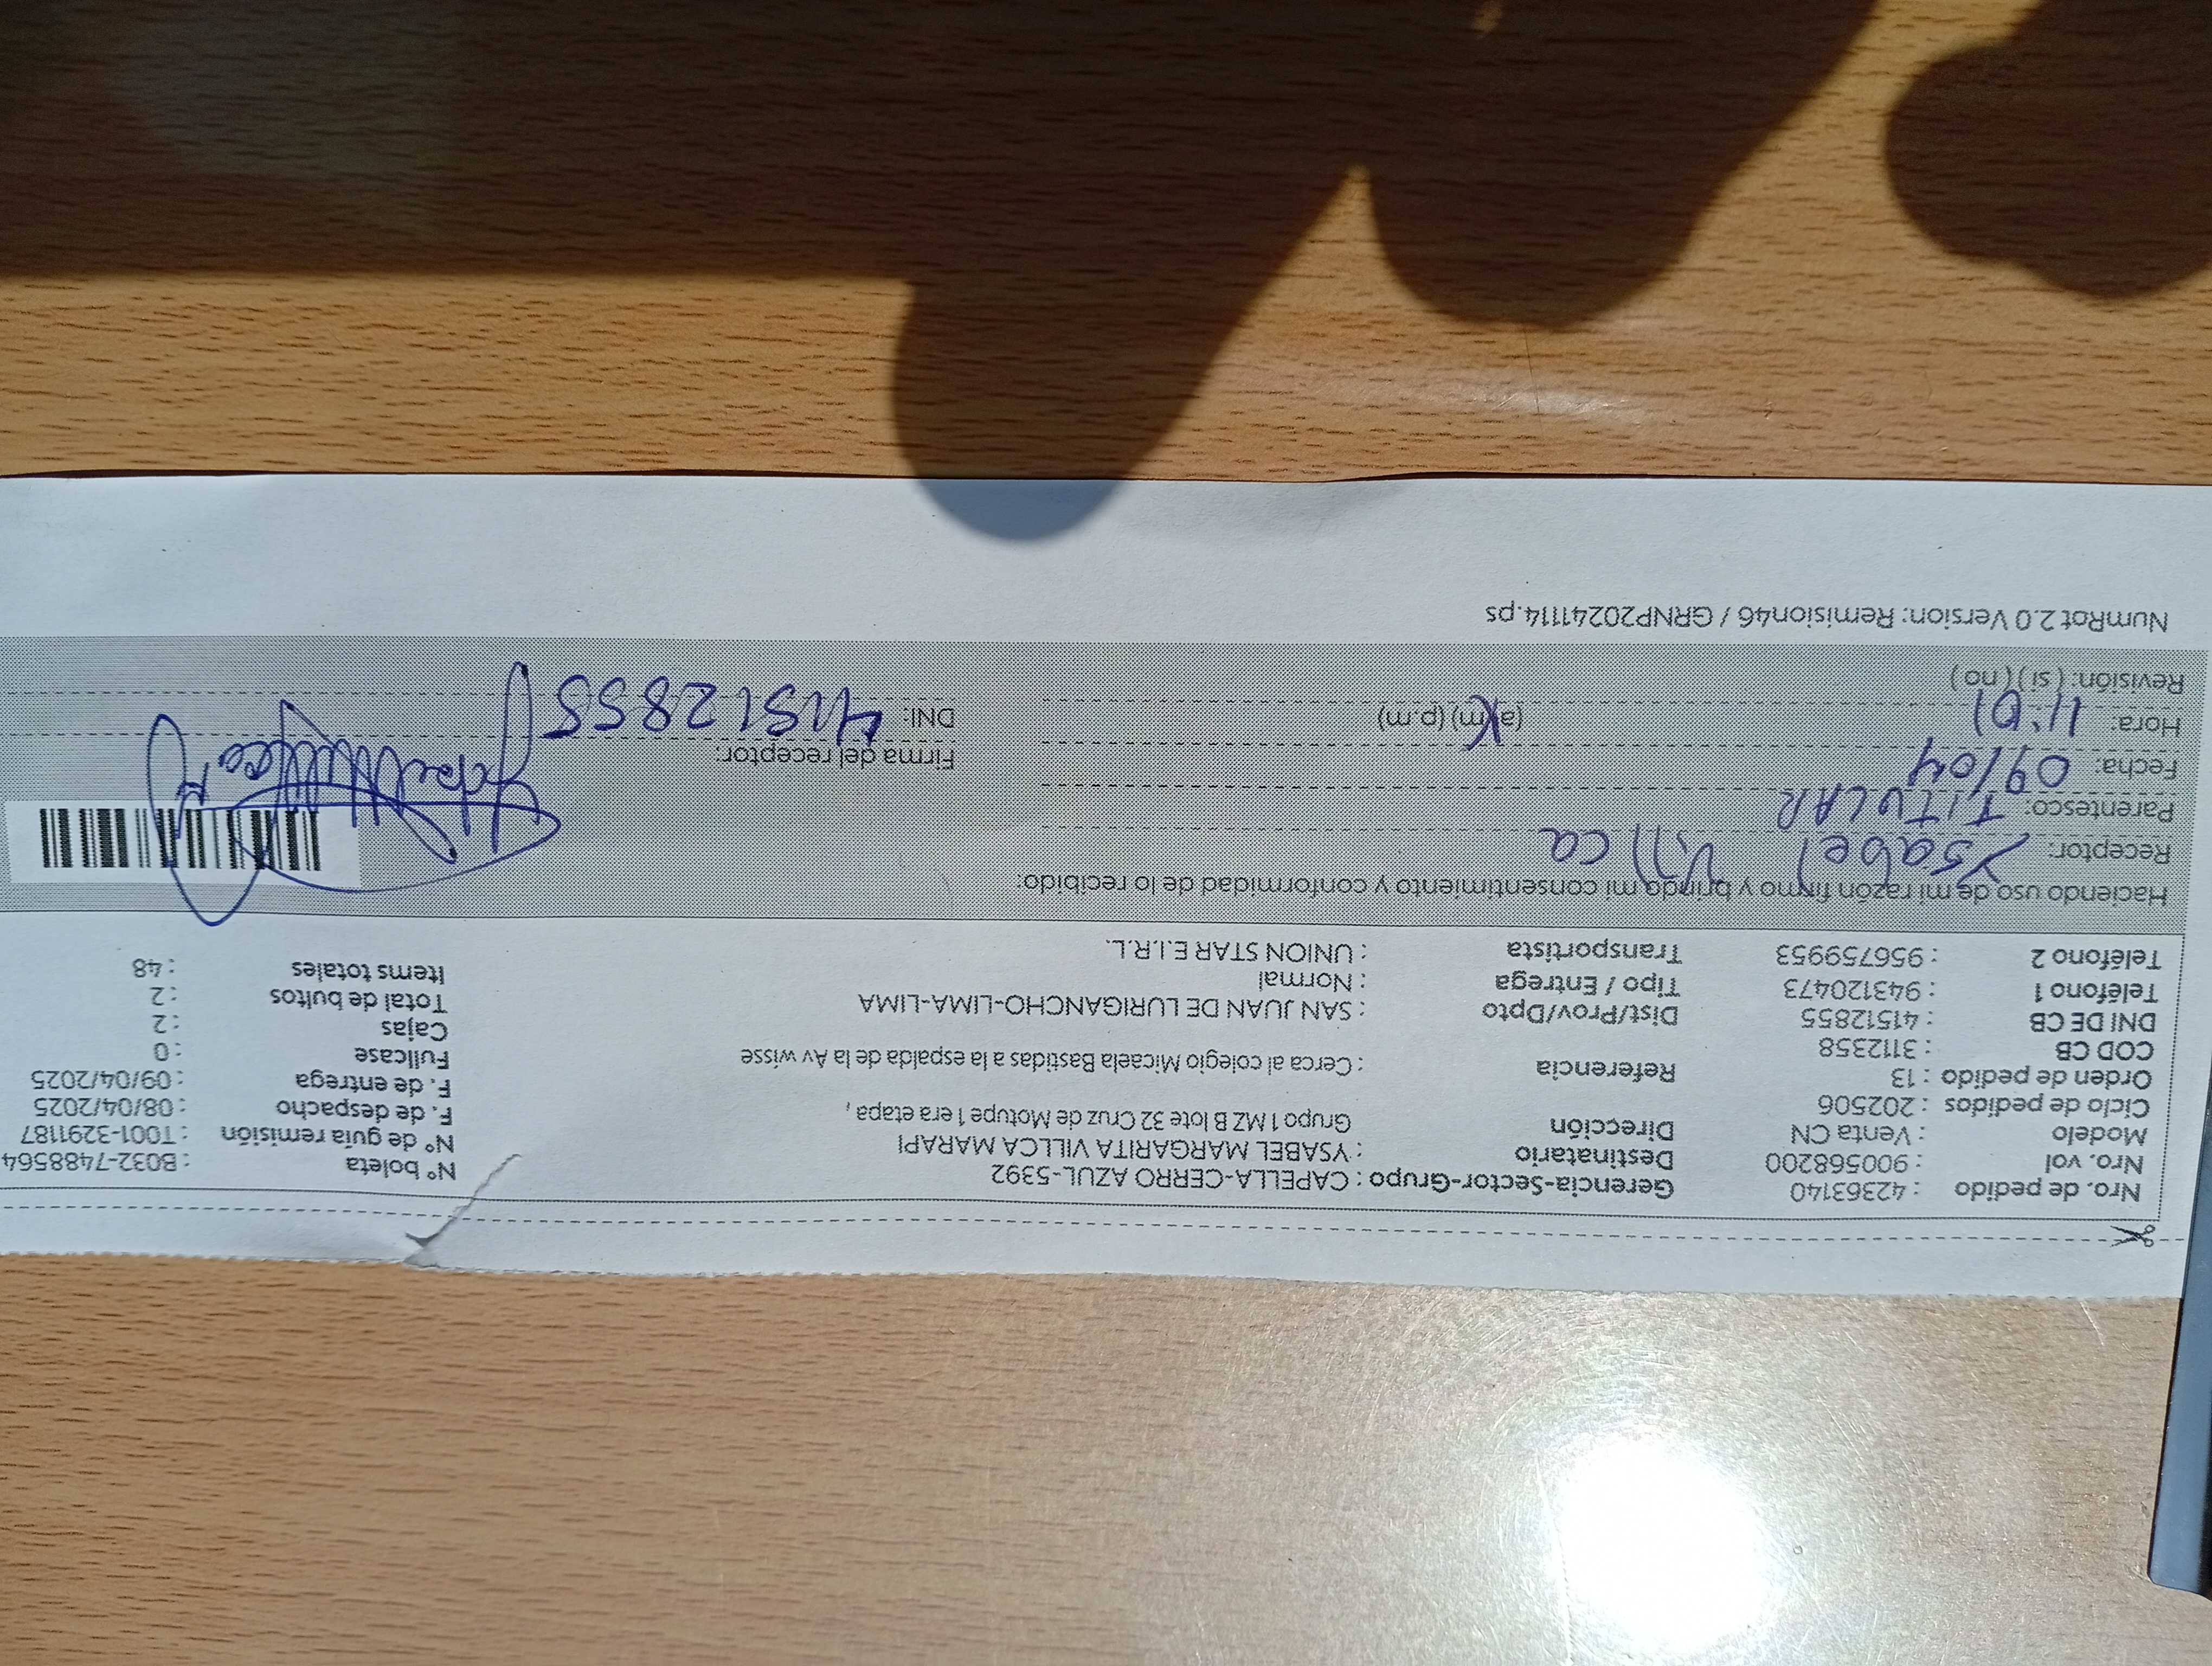 Nro. de pedido : 42363140 Gerencia-Sector-Grupo : CAPELLA-CERRO AZUL-5392 N° boleta : B032-7488564
Nro. vol : 900568200 Destinatario : YSABEL MARGARITA VILLCA MARAPI N° de guía remisión : T001-3291187
Modelo : Venta CN Dirección Grupo 1 MZ B lote 32 Cruz de Motupe 1 era etapa, F. de despacho : 08/04/2025
Ciclo de pedidos : 202506 F. de entrega : 09/04/2025
Orden de pedido : 13 Referencia : Cerca al colegio Micaela Bastidas a la espalda de la Av wisse Fullcase : 0
COD CB : 3112358 Cajas : 2
DNI DE CB : 41512855 Dist/Prov/Dpto : SAN JUAN DE LURIGANCHO-LIMA-LIMA Total de bultos : 2
Teléfono 1 : 943120473 Tipo / Entrega : Normal Items totales : 48
Teléfono 2 : 956759953 Transportista : UNION STAR E.I.R.L.
Haciendo uso de mi razón firmo y brindo mi consentimiento y conformidad de lo recibido:
Receptor: Ysabel Villca
Parentesco: TITULAR
Fecha: 09/04 Firma del receptor:
Hora: 11:01 (a.m) (p.m) DNI: 41512855
Revisión: ( si ) ( no )
NumRot 2.0 Version: Remision46 / GRNP20241114.ps